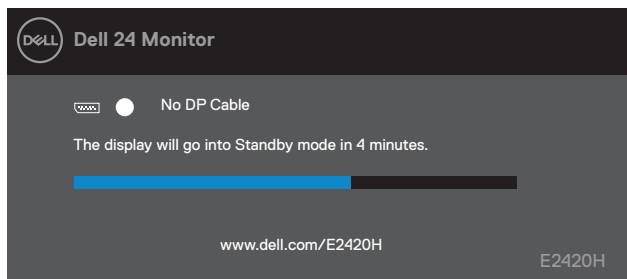 DELL Dell 24 Monitor
No DP Cable
The display will go into Standby mode in 4 minutes.
www.dell.com/E2420H
E2420H